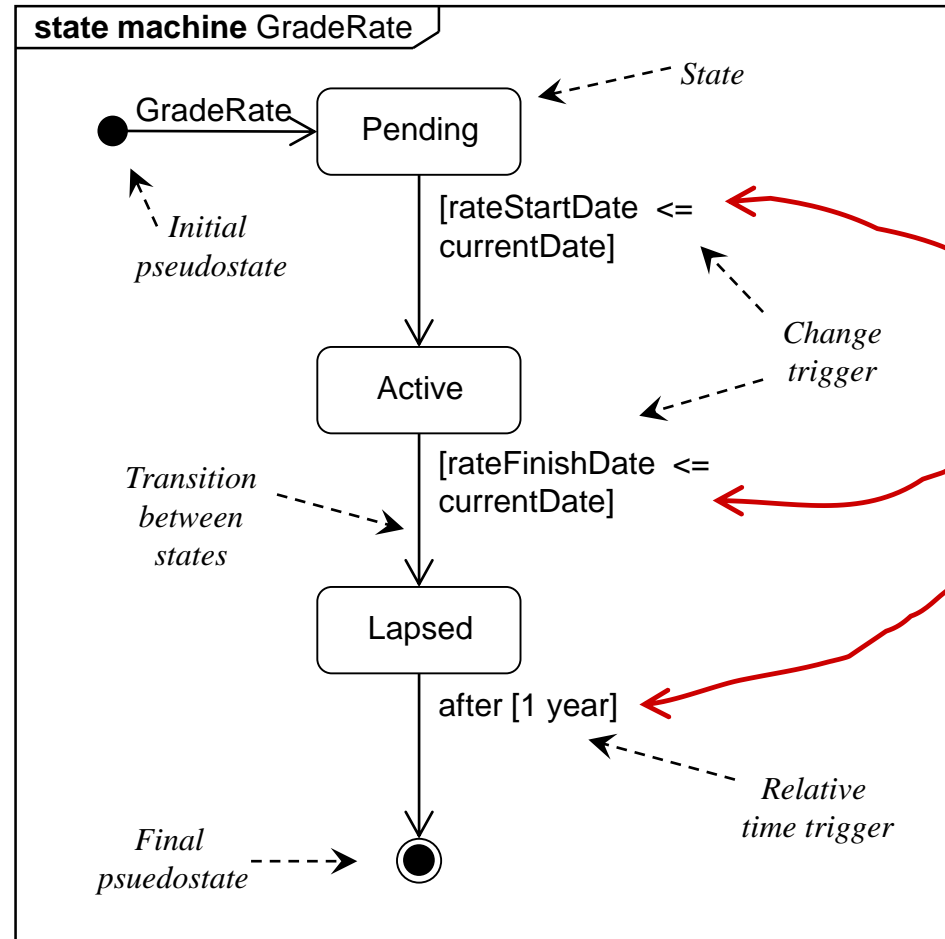 state machine GradeRate
State
GradeRate
Pending
[rateStartDate <=
currentDate]
Initial
pseudostate
Change
trigger
Active
[rateFinishDate <=
currentDate]
Transition
between
states
Lapsed
after [1 year]
Relative
time trigger
Final
psuedostate